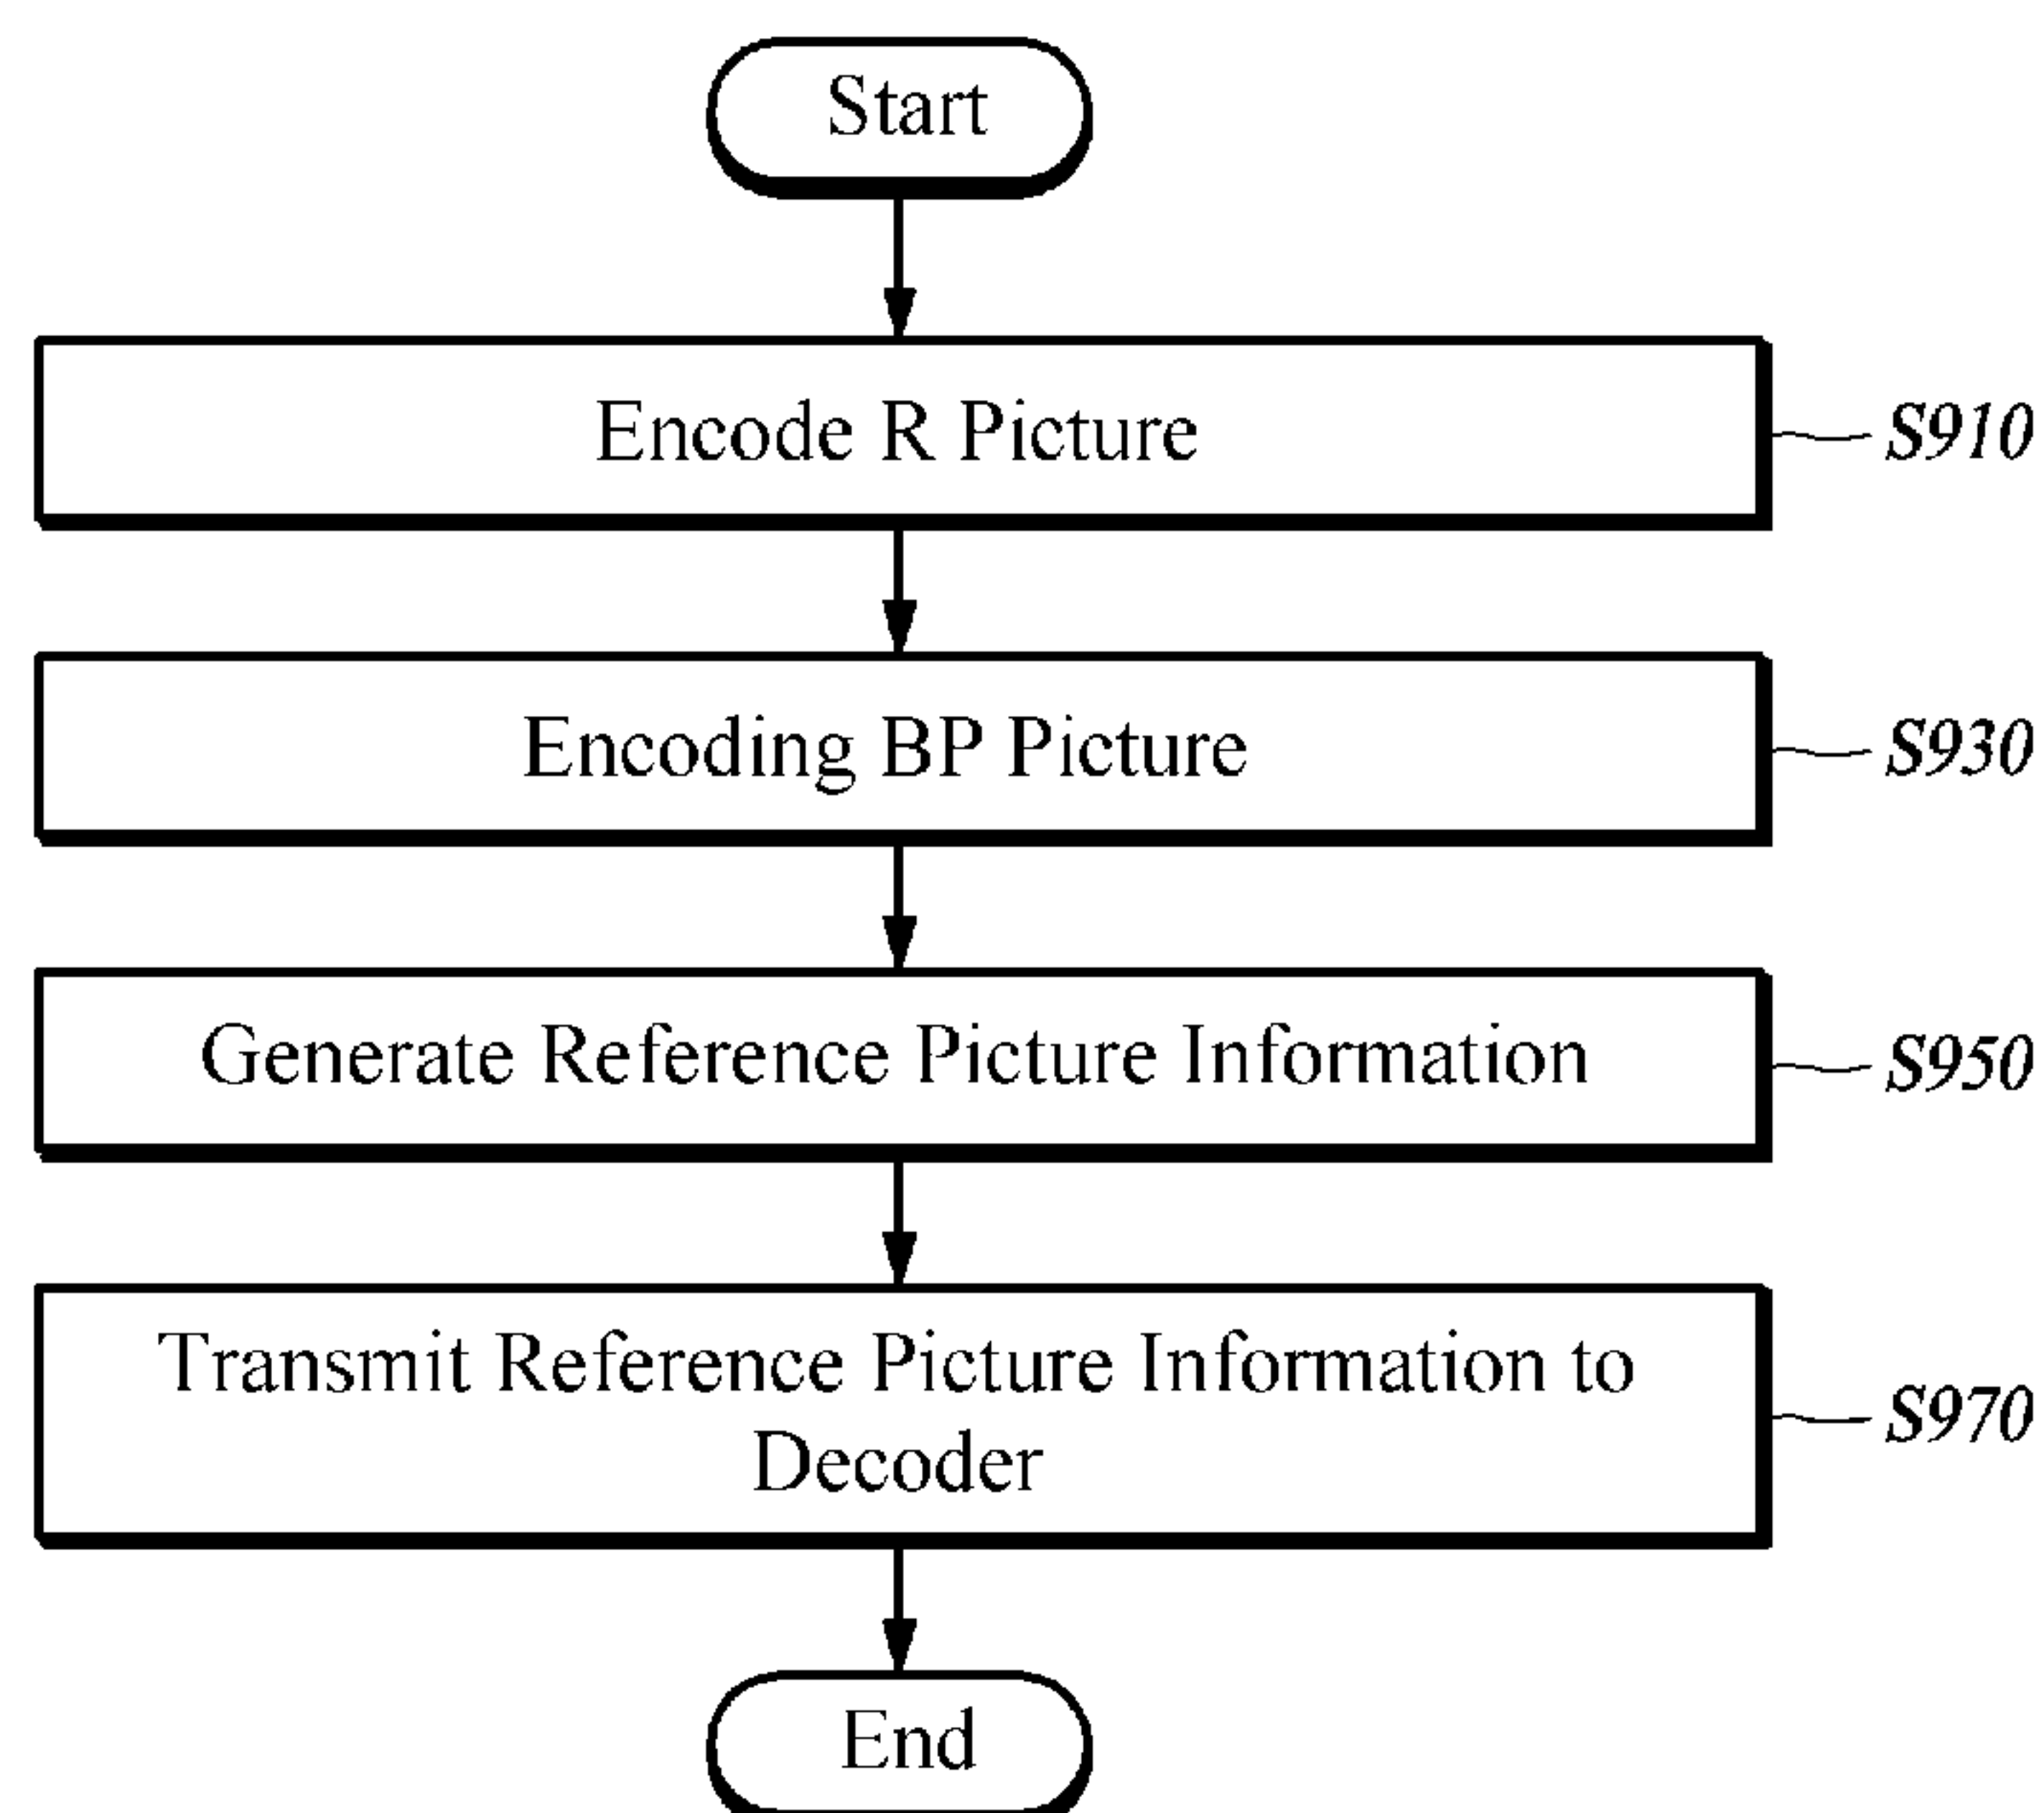 Start
Encode R Picture
S910
Encoding BP Picture
S930
Generate Reference Picture Information
S950
Transmit Reference Picture Information to
Decoder
S970
End